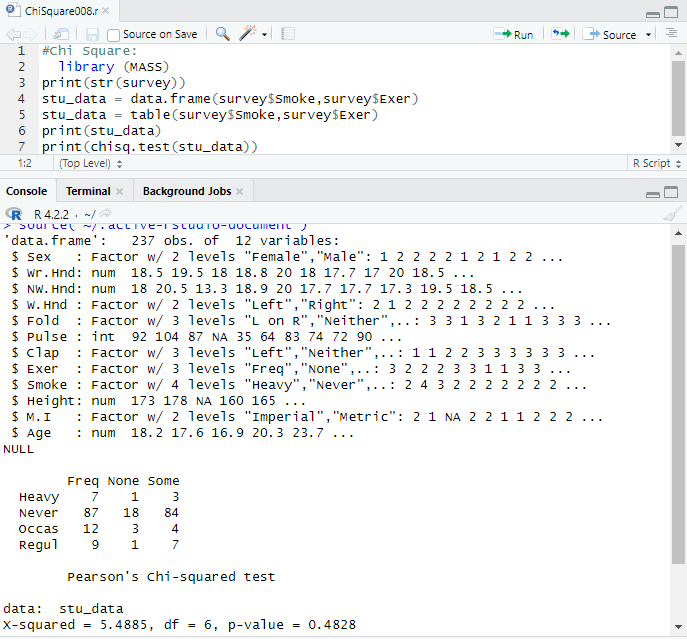 ChiSquare008.r
Source on Save
Run
Source
1 #Chi Square:
2 library (MASS)
3 print(str(survey))
4 stu_data = data.frame(survey$Smoke,survey$Exer)
5 stu_data = table(survey$Smoke,survey$Exer)
6 print(stu_data)
7 print(chisq.test(stu_data))
1:2 (Top Level) R Script
Console Terminal Background Jobs
R 4.2.2 · ~/
> source("~/.active-rstudio-document")
'data.frame': 237 obs. of 12 variables:
$ Sex : Factor w/ 2 levels "Female","Male": 1 2 2 2 2 1 2 1 2 2 ...
$ Wr.Hnd: num 18.5 19.5 18 18.8 20 18 17.7 17 20 18.5 ...
$ NW.Hnd: num 18 20.5 13.3 18.9 20 17.7 17.7 17.3 19.5 18.5 ...
$ W.Hnd : Factor w/ 2 levels "Left","Right": 2 1 2 2 2 2 2 2 2 2 ...
$ Fold : Factor w/ 3 levels "L on R","Neither",..: 3 3 1 3 2 1 1 3 3 3 ...
$ Pulse : int 92 104 87 NA 35 64 83 74 72 90 ...
$ Clap : Factor w/ 3 levels "Left","Neither",..: 1 1 2 2 3 3 3 3 3 3 ...
$ Exer : Factor w/ 3 levels "Freq","None",..: 3 2 2 2 3 3 1 1 3 3 ...
$ Smoke : Factor w/ 4 levels "Heavy","Never",..: 2 4 3 2 2 2 2 2 2 2 ...
$ Height: num 173 178 NA 160 165 ...
$ M.I : Factor w/ 2 levels "Imperial","Metric": 2 1 NA 2 2 1 1 2 2 2 ...
$ Age : num 18.2 17.6 16.9 20.3 23.7 ...
NULL
Freq None Some
Heavy 7 1 3
Never 87 18 84
Occas 12 3 4
Regul 9 1 7
Pearson's Chi-squared test
data: stu_data
X-squared = 5.4885, df = 6, p-value = 0.4828